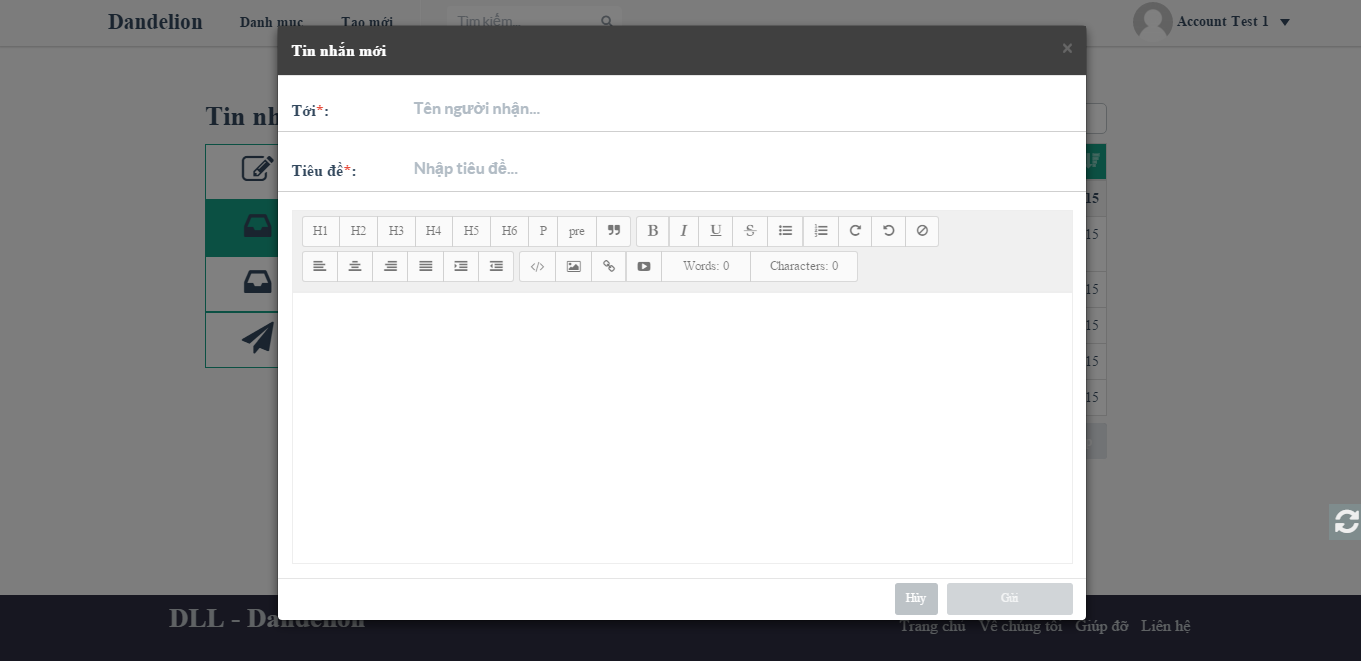 Dandelion Danh mục Tạo mới Tìm kiếm... Account Test 1
Tin nhắn mới ×
Tin nh
Tới*: Tên người nhận...
Tiêu đề*: Nhập tiêu đề...
H1 H2 H3 H4 H5 H6 P pre B I U S
Words: 0 Characters: 0
15
15
15
15
15
15
Hủy Gửi
DLL - Dandelion
Trang chủ Về chúng tôi Giúp đỡ Liên hệ